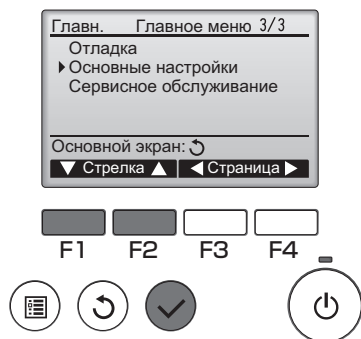 Главн. Главное меню 3/3
Отладка
Основные настройки
Сервисное обслуживание
Основной экран:
Стрелка Страница
F1 F2 F3 F4